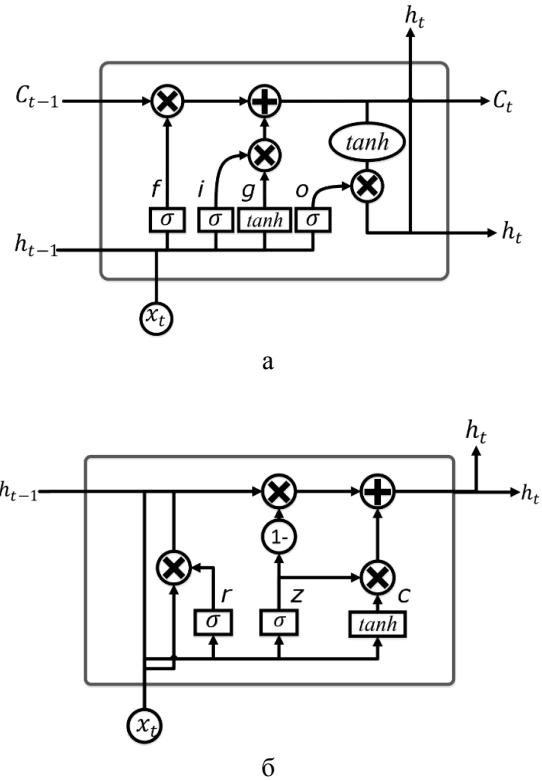 h_t
C_{t-1} C_t
tanh
f i g o
σ σ tanh σ
h_{t-1} h_t
x_t
а
h_t
h_{t-1} h_t
1-
r z c
σ σ tanh
x_t
б